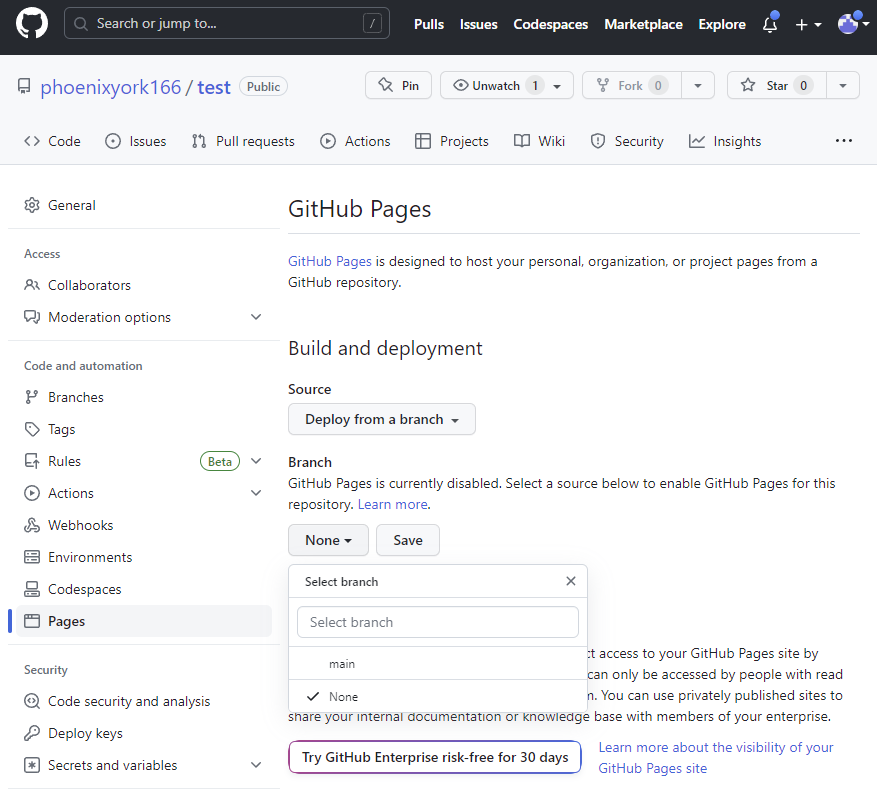 Search or jump to... /
Pulls Issues Codespaces Marketplace Explore
phoenixyork166 / test Public
Pin
Unwatch 1
Fork 0
Star 0
Code Issues Pull requests Actions Projects Wiki Security Insights ...
General
Access
Collaborators
Moderation options
Code and automation
Branches
Tags
Rules Beta
Actions
Webhooks
Environments
Codespaces
Pages
Security
Code security and analysis
Deploy keys
Secrets and variables
GitHub Pages
GitHub Pages is designed to host your personal, organization, or project pages from a
GitHub repository.
Build and deployment
Source
Deploy from a branch
Branch
GitHub Pages is currently disabled. Select a source below to enable GitHub Pages for this
repository. Learn more.
None Save
Select branch
Select branch
main
None
access to your GitHub Pages site by
can only be accessed by people with read
You can use privately published sites to
share your internal documentation or knowledge base with members of your enterprise.
Try GitHub Enterprise risk-free for 30 days
Learn more about the visibility of your
GitHub Pages site